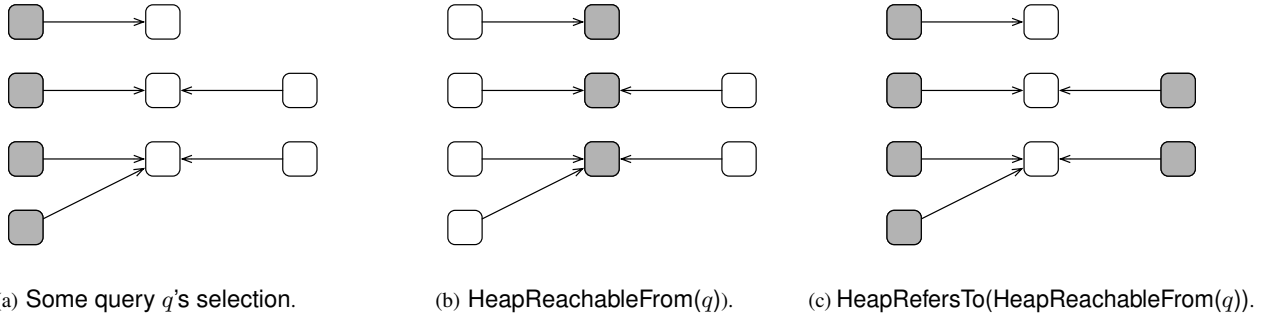 (a) Some query q's selection.
(b) HeapReachableFrom(q)).
(c) HeapRefersTo(HeapReachableFrom(q)).